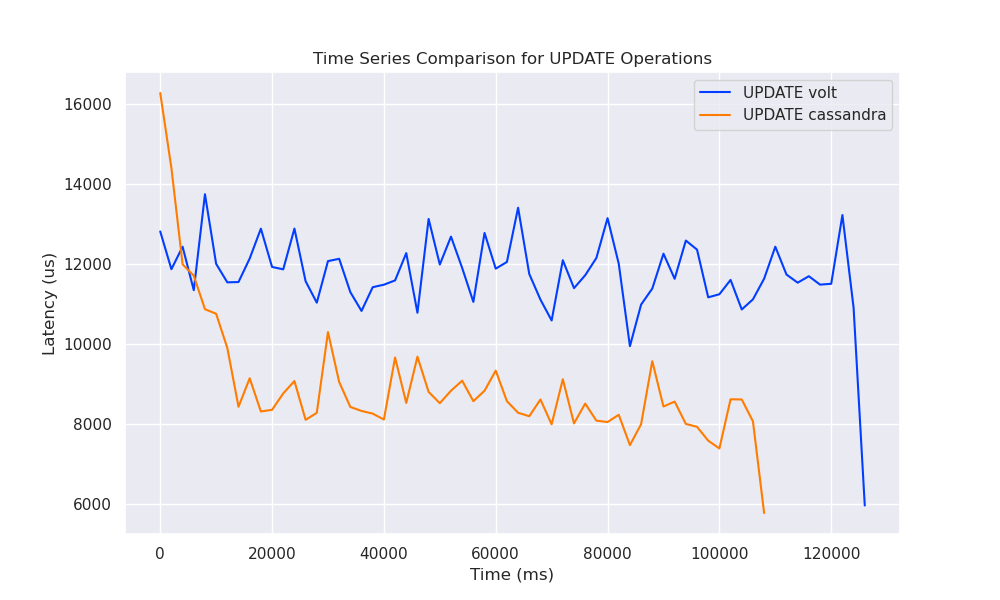 Time Series Comparison for UPDATE Operations
UPDATE volt
UPDATE cassandra
Latency (us)
16000
14000
12000
10000
8000
6000
0 20000 40000 60000 80000 100000 120000
Time (ms)